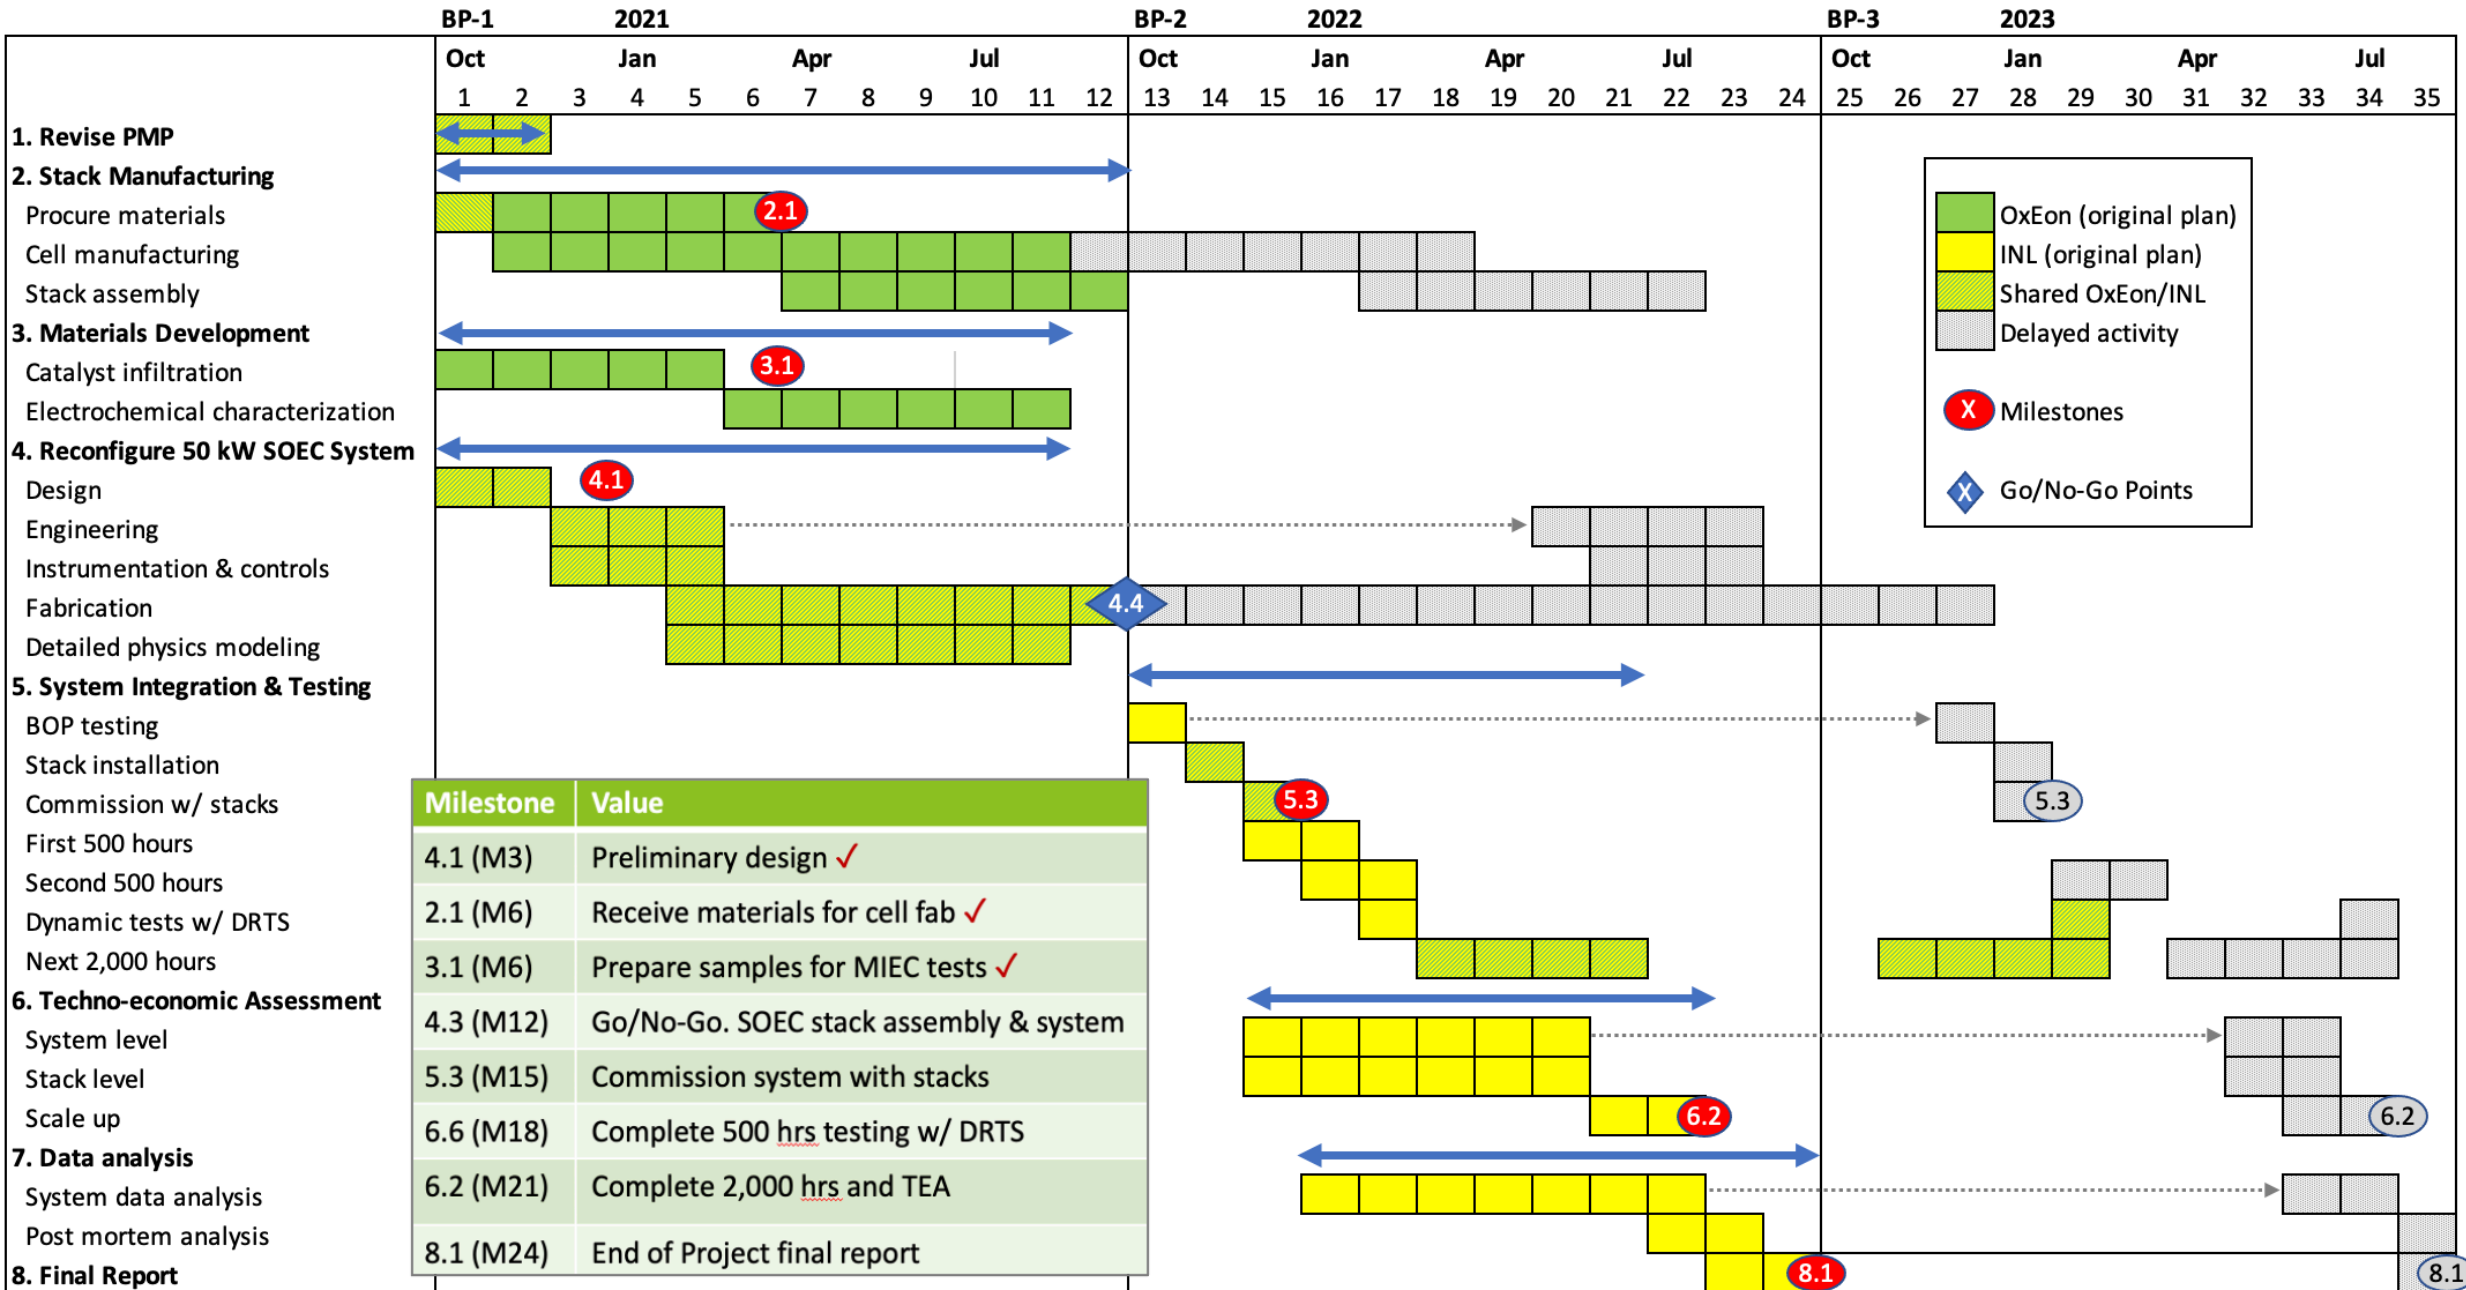 BP-1 2021 BP-2 2022 BP-3 2023
Oct Jan Apr Jul Oct Jan Apr Jul Oct Jan Apr Jul
1 2 3 4 5 6 7 8 9 10 11 12 13 14 15 16 17 18 19 20 21 22 23 24 25 26 27 28 29 30 31 32 33 34 35
1. Revise PMP
2. Stack Manufacturing
Procure materials 2.1
Cell manufacturing
Stack assembly
3. Materials Development
Catalyst infiltration 3.1
Electrochemical characterization
4. Reconfigure 50 kW SOEC System
Design 4.1
Engineering
Instrumentation & controls
Fabrication 4.4
Detailed physics modeling
5. System Integration & Testing
BOP testing
Stack installation
Commission w/ stacks 5.3 5.3
First 500 hours
Second 500 hours
Dynamic tests w/ DRTS
Next 2,000 hours
6. Techno-economic Assessment
System level
Stack level
Scale up 6.2 6.2
7. Data analysis
System data analysis
Post mortem analysis
8. Final Report 8.1 8.1
OxEon (original plan)
INL (original plan)
Shared OxEon/INL
Delayed activity
X Milestones
X Go/No-Go Points
Milestone Value
4.1 (M3) Preliminary design ✓
2.1 (M6) Receive materials for cell fab ✓
3.1 (M6) Prepare samples for MIEC tests ✓
4.3 (M12) Go/No-Go. SOEC stack assembly & system
5.3 (M15) Commission system with stacks
6.6 (M18) Complete 500 hrs testing w/ DRTS
6.2 (M21) Complete 2,000 hrs and TEA
8.1 (M24) End of Project final report